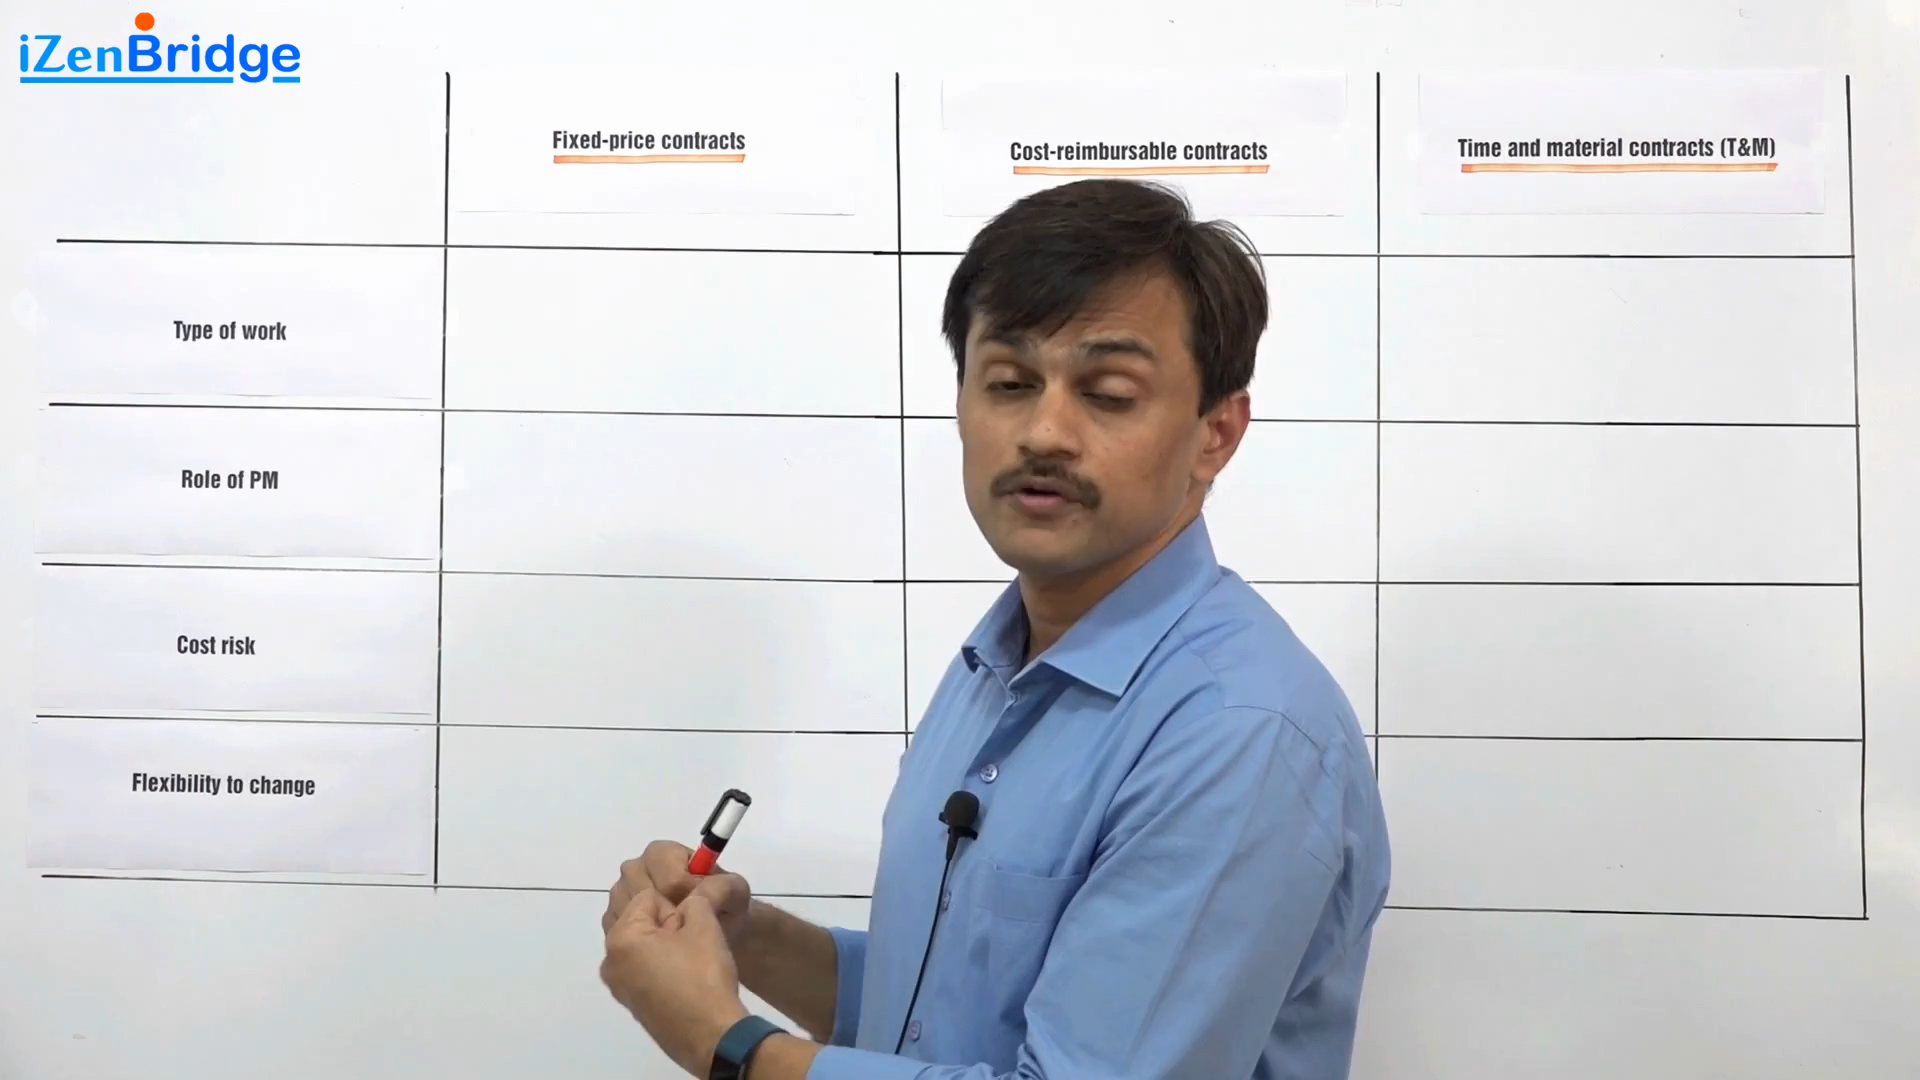 iZenBridge
Fixed-price contracts
Cost-reimbursable contracts
Time and material contracts (T&M)
Type of work
Role of PM
Cost risk
Flexibility to change